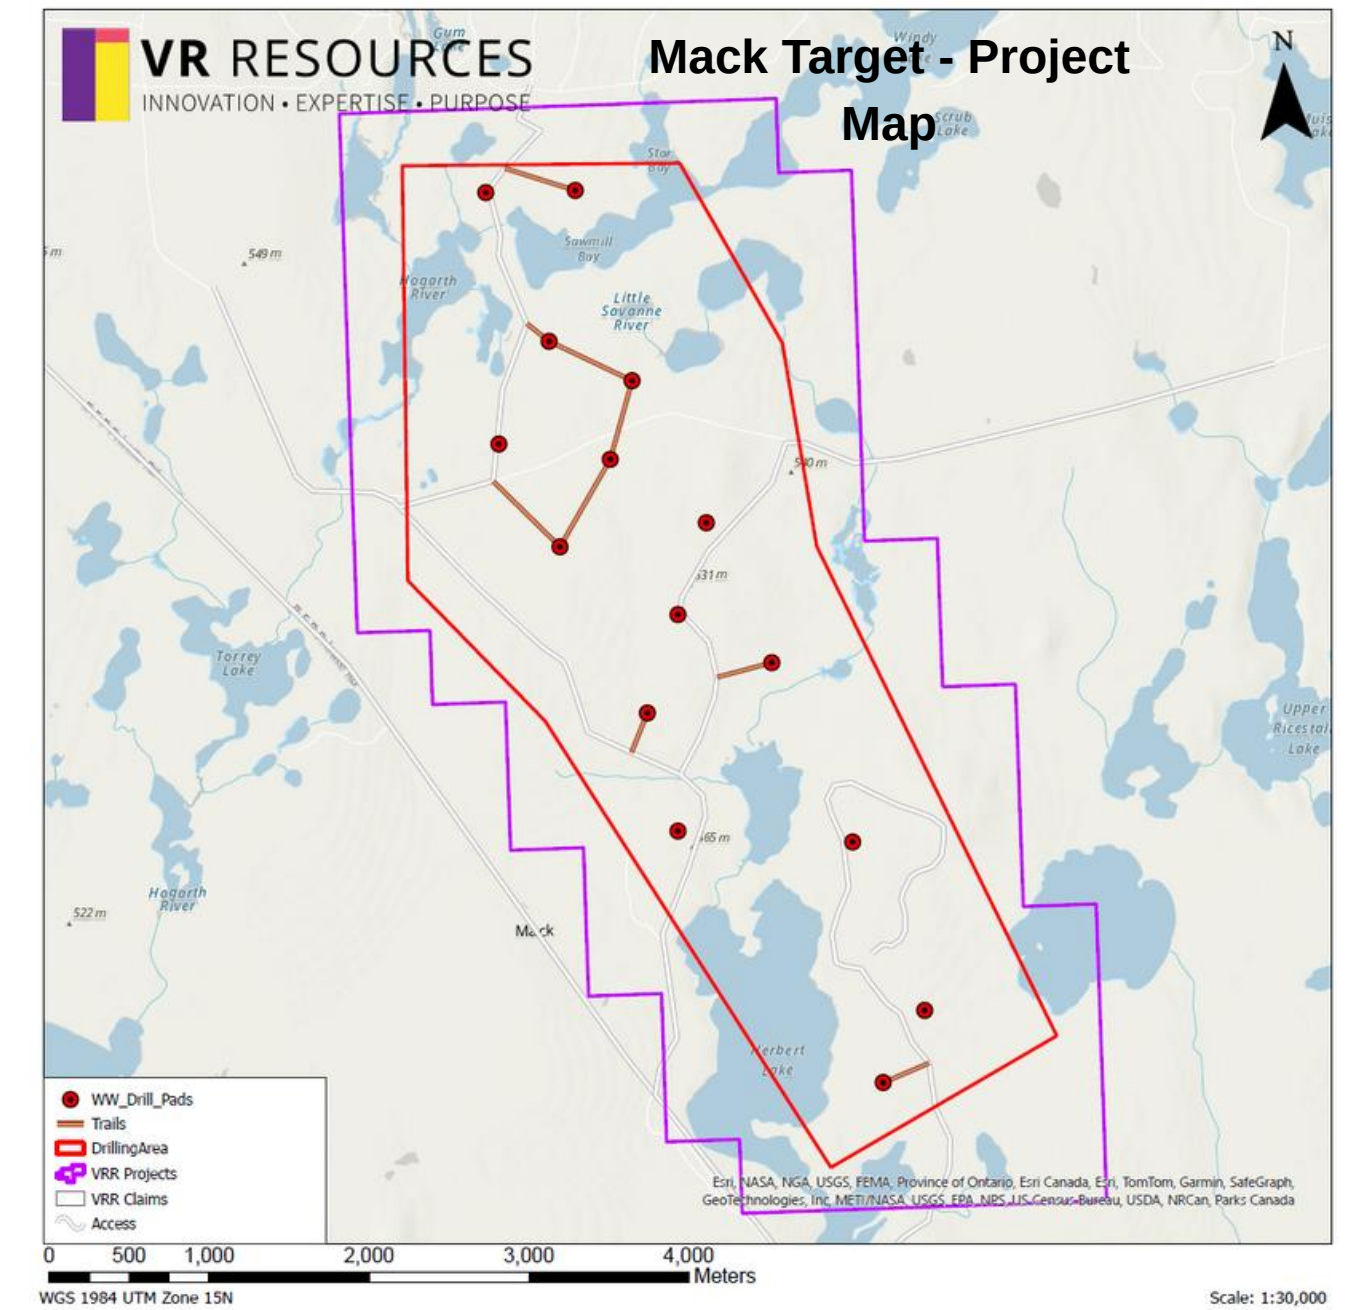 VR RESOURCES
INNOVATION • EXPERTISE • PURPOSE
Mack Target - Project
Map
N
Gum
Windy
Scrub
Lake
Star
Bay
549 m
Sawmill
Bay
Hogarth
River
Little
Savanne
River
540 m
531 m
Torrey
Lake
Upper
Lake
565 m
Hogarth
River
522 m
Mack
Herbert
Lake
WW_Drill_Pads
Trails
DrillingArea
VRR Projects
VRR Claims
Access
Esri, NASA, NGA, USGS, FEMA, Province of Ontario, Esri Canada, Esri, TomTom, Garmin, SafeGraph,
GeoTechnologies, Inc, METI/NASA, USGS, EPA, NPS, US Census Bureau, USDA, NRCan, Parks Canada
0 500 1,000 2,000 3,000 4,000
Meters
WGS 1984 UTM Zone 15N
Scale: 1:30,000